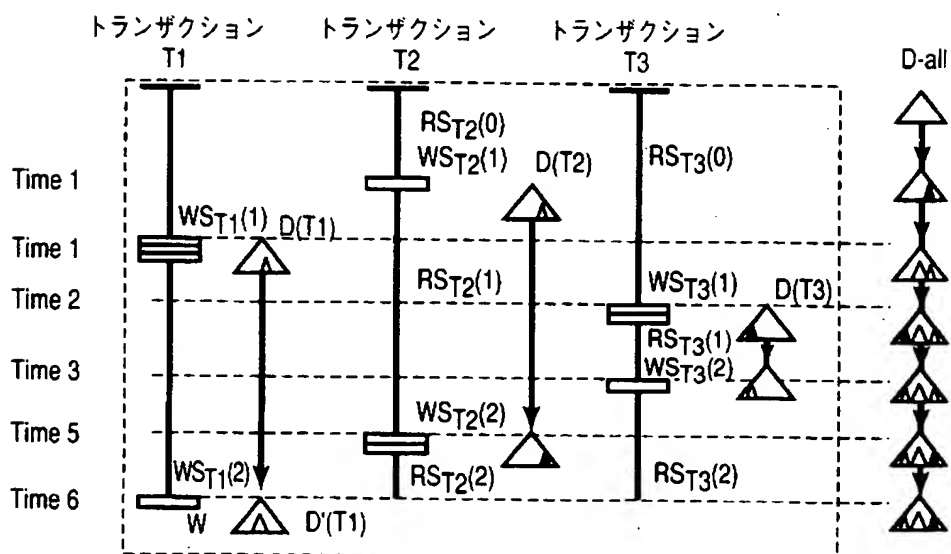 トランザクション トランザクション トランザクション
T1 T2 T3 D-all
RST2(0)
WST2(1) D(T2) RST3(0)
Time 1
WST1(1) D(T1)
Time 1
RST2(1) WST3(1) D(T3)
Time 2
RST3(1)
WST3(2)
Time 3
WST2(2)
Time 5
WST1(2) RST2(2) RST3(2)
Time 6
W D'(T1)